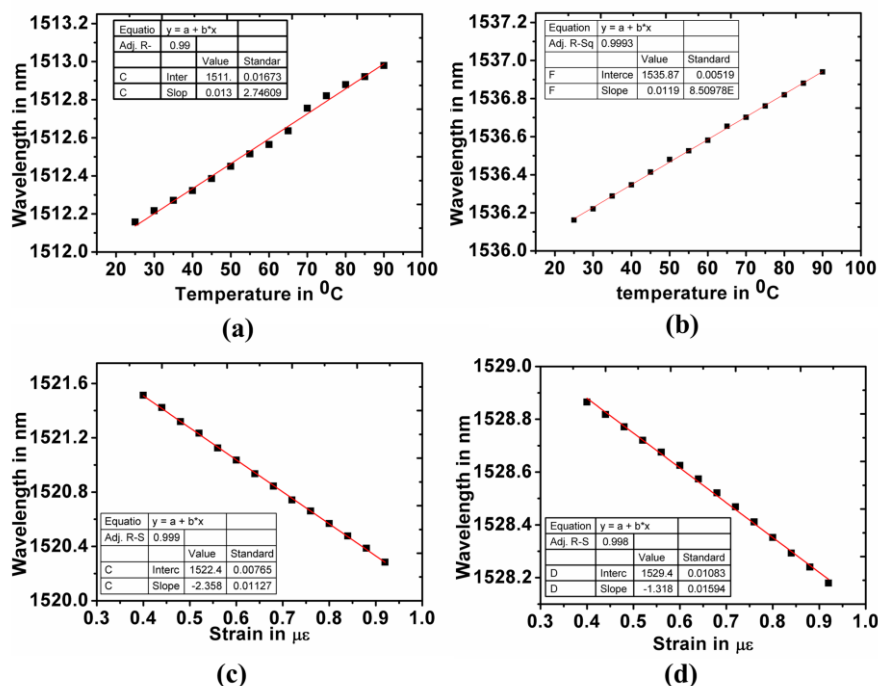 1513.2
Equatio y = a + b*x
Adj. R- 0.99
Value Standar
C Inter 1511. 0.01673
C Slop 0.013 2.74609
1513.0
1512.8
1512.6
1512.4
1512.2
1512.0
Wavelength in nm
20 30 40 50 60 70 80 90 100
Temperature in ⁰C
(a)
1537.2
Equation y = a + b*x
Adj. R-Sq 0.9993
Value Standard
F Interce 1535.87 0.00519
F Slope 0.0119 8.50978E
1537.0
1536.8
1536.6
1536.4
1536.2
1536.0
Wavelength in nm
20 30 40 50 60 70 80 90 100
temperature in ⁰C
(b)
1521.6
1521.2
1520.8
1520.4
1520.0
Wavelength in nm
Equatio y = a + b*x
Adj. R-S 0.999
Value Standard
C Interc 1522.4 0.00765
C Slope -2.358 0.01127
0.3 0.4 0.5 0.6 0.7 0.8 0.9 1.0
Strain in με
(c)
1529.0
1528.8
1528.6
1528.4
1528.2
Wavelength in nm
Equation y = a + b*x
Adj. R-S 0.998
Value Standard
D Interc 1529.4 0.01083
D Slope -1.318 0.01594
0.3 0.4 0.5 0.6 0.7 0.8 0.9 1.0
Strain in με
(d)